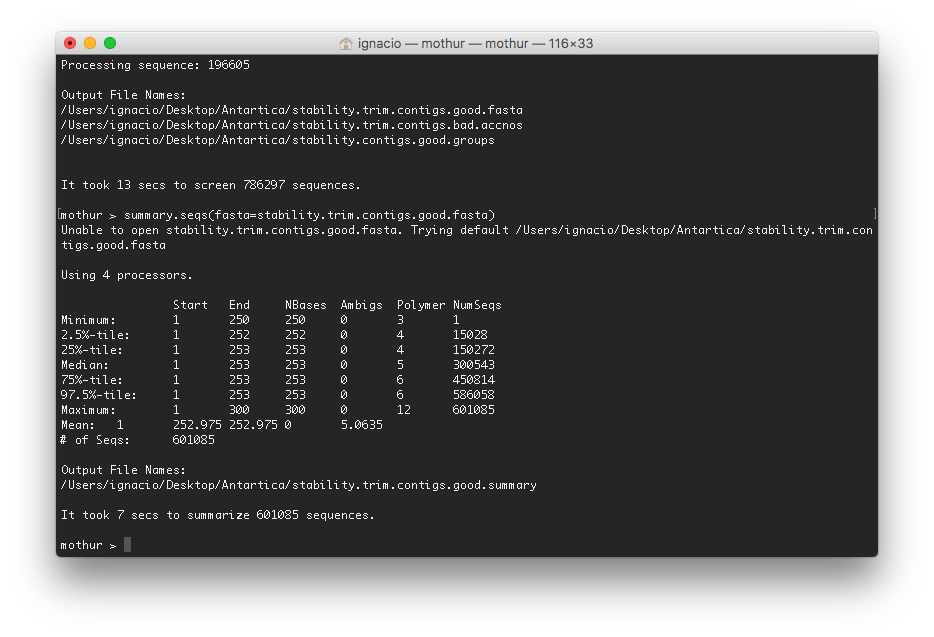 ignacio — mothur — mothur — 116×33
Processing sequence: 196605
Output File Names:
/Users/ignacio/Desktop/Antartica/stability.trim.contigs.good.fasta
/Users/ignacio/Desktop/Antartica/stability.trim.contigs.bad.accnos
/Users/ignacio/Desktop/Antartica/stability.contigs.good.groups
It took 13 secs to screen 786297 sequences.
[mothur > summary.seqs(fasta=stability.trim.contigs.good.fasta) ]
Unable to open stability.trim.contigs.good.fasta. Trying default /Users/ignacio/Desktop/Antartica/stability.trim.con
tigs.good.fasta
Using 4 processors.
Start End NBases Ambigs Polymer NumSeqs
Minimum: 1 250 250 0 3 1
2.5%-tile: 1 252 252 0 4 15028
25%-tile: 1 253 253 0 4 150272
Median: 1 253 253 0 5 300543
75%-tile: 1 253 253 0 6 450814
97.5%-tile: 1 253 253 0 6 586058
Maximum: 1 300 300 0 12 601085
Mean: 1 252.975 252.975 0 5.0635
# of Seqs: 601085
Output File Names:
/Users/ignacio/Desktop/Antartica/stability.trim.contigs.good.summary
It took 7 secs to summarize 601085 sequences.
mothur >